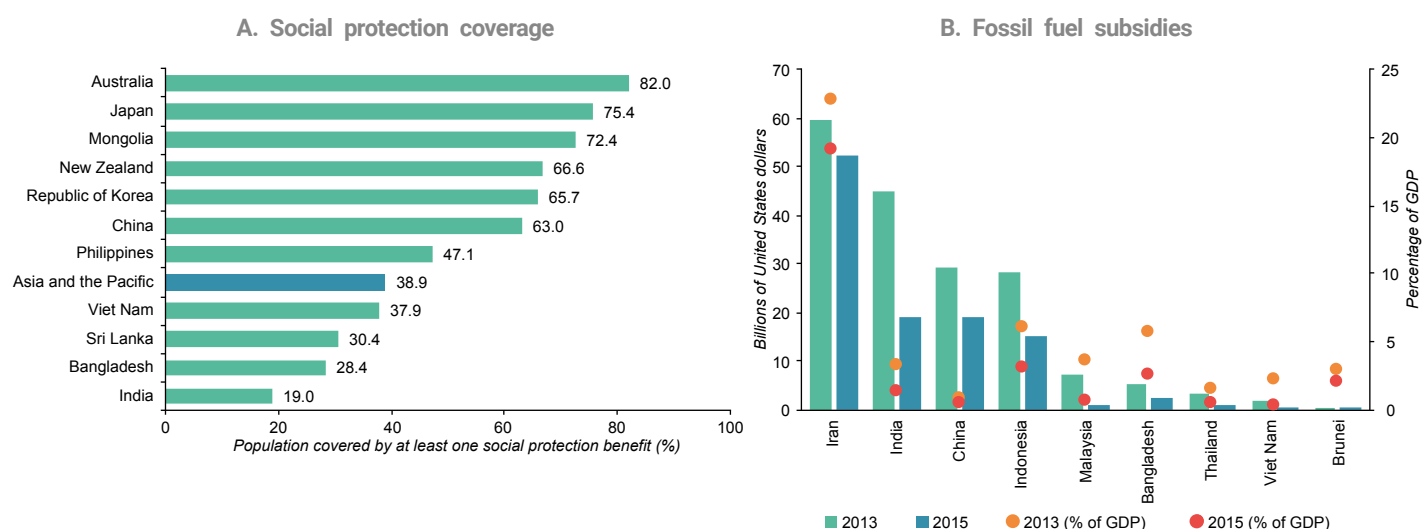 A. Social protection coverage
Australia
82.0
Japan
75.4
Mongolia
72.4
New Zealand
66.6
Republic of Korea
65.7
China
63.0
Philippines
47.1
Asia and the Pacific
38.9
Viet Nam
37.9
Sri Lanka
30.4
Bangladesh
28.4
India
19.0
0 20 40 60 80 100
Population covered by at least one social protection benefit (%)
B. Fossil fuel subsidies
Billions of United States dollars
70
60
50
40
30
20
10
0
Percentage of GDP
25
20
15
10
5
0
Iran
India
China
Indonesia
Malaysia
Bangladesh
Thailand
Viet Nam
Brunei
2013 2015 2013 (% of GDP) 2015 (% of GDP)